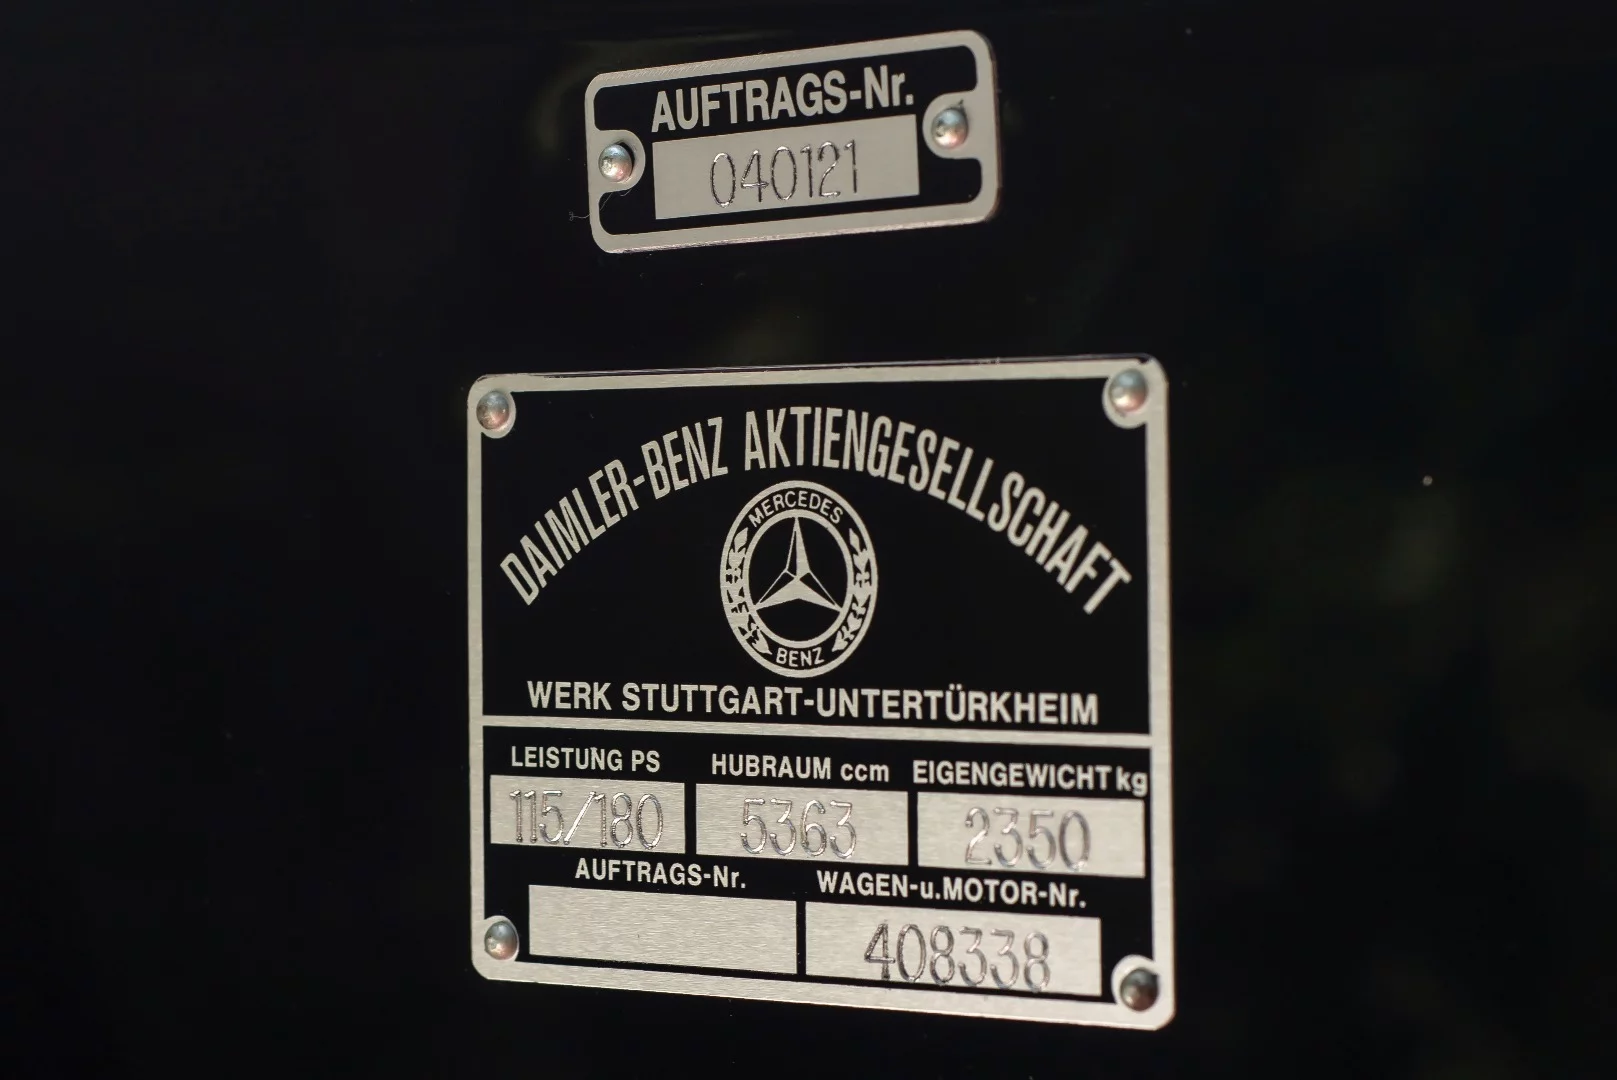 AUFTRAGS-Nr.
040121
DAIMLER-BENZ AKTIENGESELLSCHAFT
MERCEDES
BENZ
WERK STUTTGART-UNTERTÜRKHEIM
LEISTUNG PS HUBRAUM ccm EIGENGEWICHT kg
115/180 5363 2350
AUFTRAGS-Nr. WAGEN-u.MOTOR-Nr.
408338